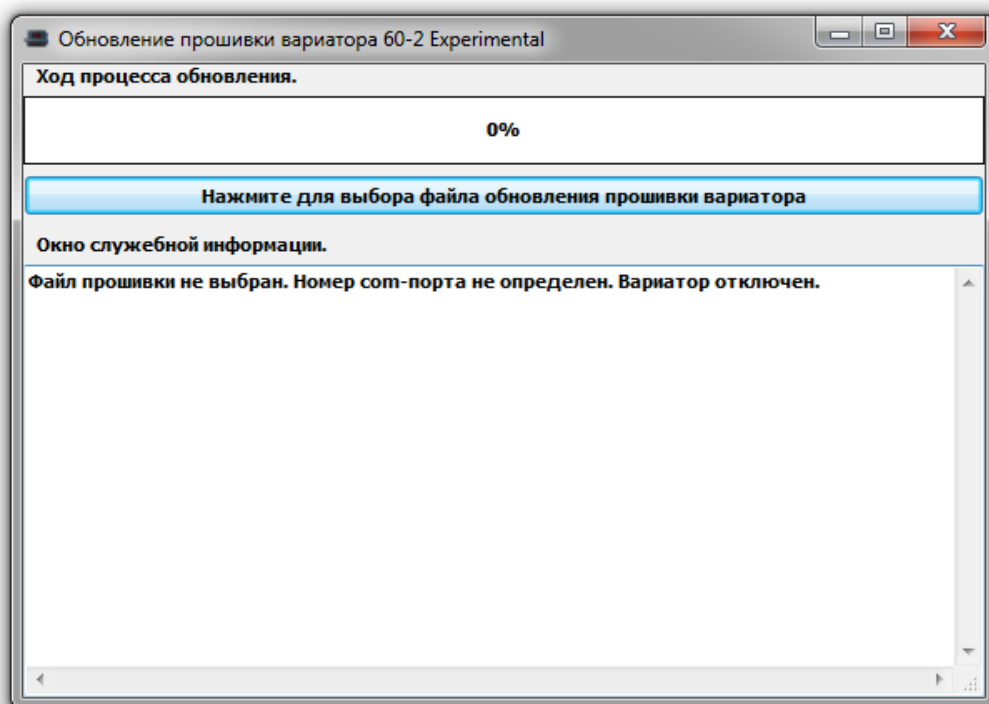 Обновление прошивки вариатора 60-2 Experimental
Ход процесса обновления.
0%
Нажмите для выбора файла обновления прошивки вариатора
Окно служебной информации.
Файл прошивки не выбран. Номер com-порта не определен. Вариатор отключен.